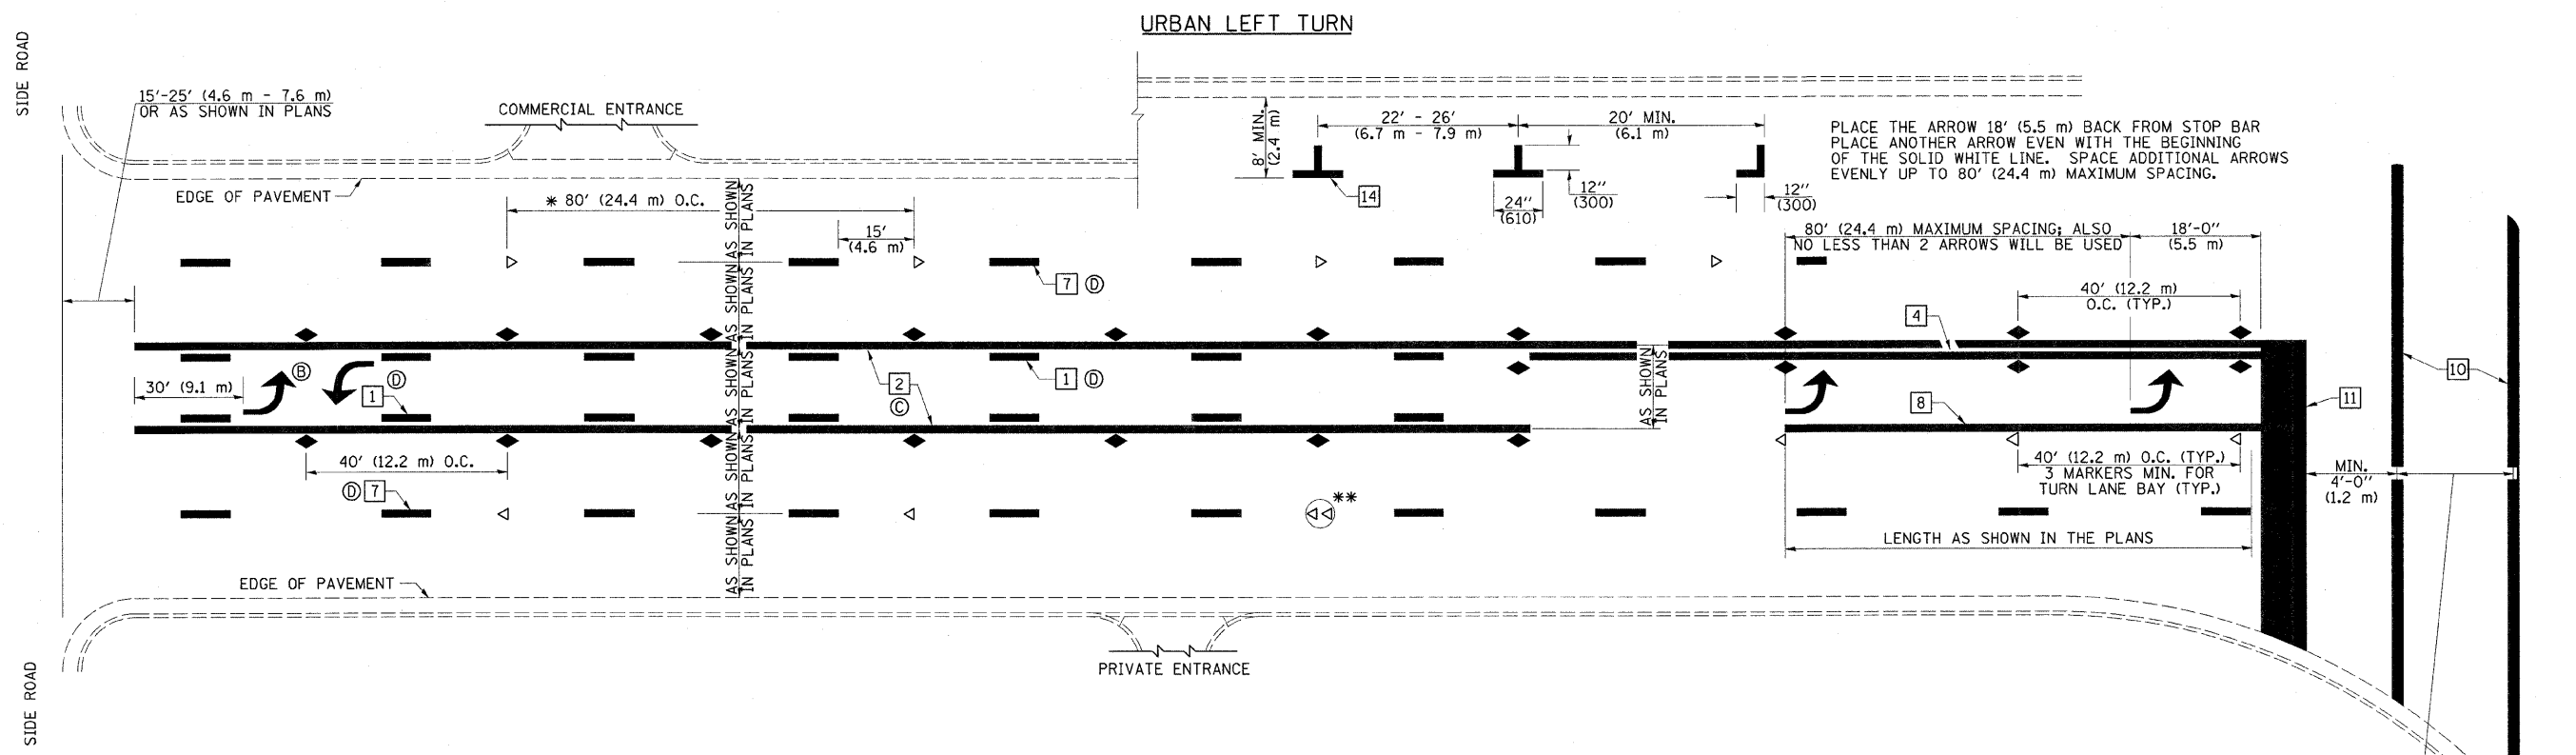 URBAN LEFT TURN
SIDE ROAD
15'-25' (4.6 m - 7.6 m)
OR AS SHOWN IN PLANS
COMMERCIAL ENTRANCE
EDGE OF PAVEMENT
* 80' (24.4 m) O.C.
15'
(4.6 m)
8' MIN.
(2.4 m)
22' - 26'
(6.7 m - 7.9 m)
20' MIN.
(6.1 m)
14
24"
(610)
12"
(300)
12"
(300)
PLACE THE ARROW 18' (5.5 m) BACK FROM STOP BAR
PLACE ANOTHER ARROW EVEN WITH THE BEGINNING
OF THE SOLID WHITE LINE. SPACE ADDITIONAL ARROWS
EVENLY UP TO 80' (24.4 m) MAXIMUM SPACING.
80' (24.4 m) MAXIMUM SPACING; ALSO
NO LESS THAN 2 ARROWS WILL BE USED
18'-0"
(5.5 m)
40' (12.2 m)
O.C. (TYP.)
7 D
4
AS SHOWN
IN PLANS
AS SHOWN
IN PLANS
AS SHOWN
IN PLANS
AS SHOWN
IN PLANS
AS SHOWN
IN PLANS
30' (9.1 m)
B
D
1
1 D
2
C
AS SHOWN
IN PLANS
8
10
11
40' (12.2 m) O.C.
D 7
**
40' (12.2 m) O.C. (TYP.)
3 MARKERS MIN. FOR
TURN LANE BAY (TYP.)
MIN.
4'-0"
(1.2 m)
LENGTH AS SHOWN IN THE PLANS
EDGE OF PAVEMENT
PRIVATE ENTRANCE
SIDE ROAD